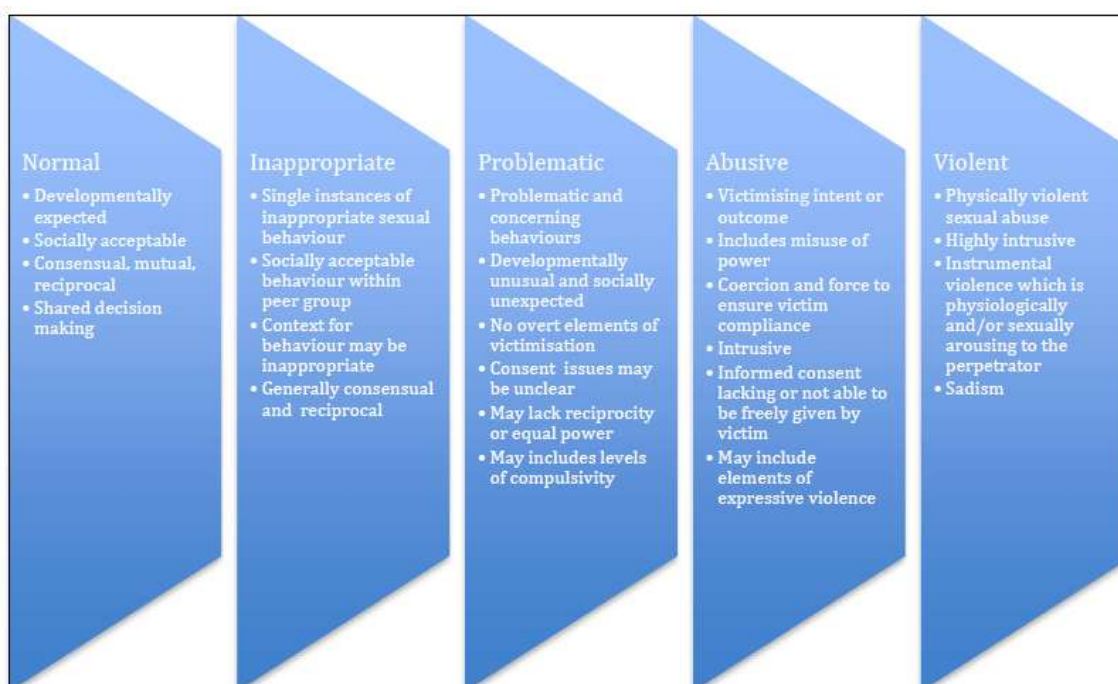 Normal
• Developmentally
expected
• Socially acceptable
• Consensual, mutual,
reciprocal
• Shared decision
making
Inappropriate
• Single instances of
inappropriate sexual
behaviour
• Socially acceptable
behaviour within
peer group
• Context for
behaviour may be
inappropriate
• Generally consensual
and reciprocal
Problematic
• Problematic and
concerning
behaviours
• Developmentally
unusual and socially
unexpected
• No overt elements of
victimisation
• Consent issues may
be unclear
• May lack reciprocity
or equal power
• May includes levels
of compulsivity
Abusive
• Victimising intent or
outcome
• Includes misuse of
power
• Coercion and force to
ensure victim
compliance
• Intrusive
• Informed consent
lacking or not able to
be freely given by
victim
• May include
elements of
expressive violence
Violent
• Physically violent
sexual abuse
• Highly intrusive
• Instrumental
violence which is
physiologically
and/or sexually
arousing to the
perpetrator
• Sadism